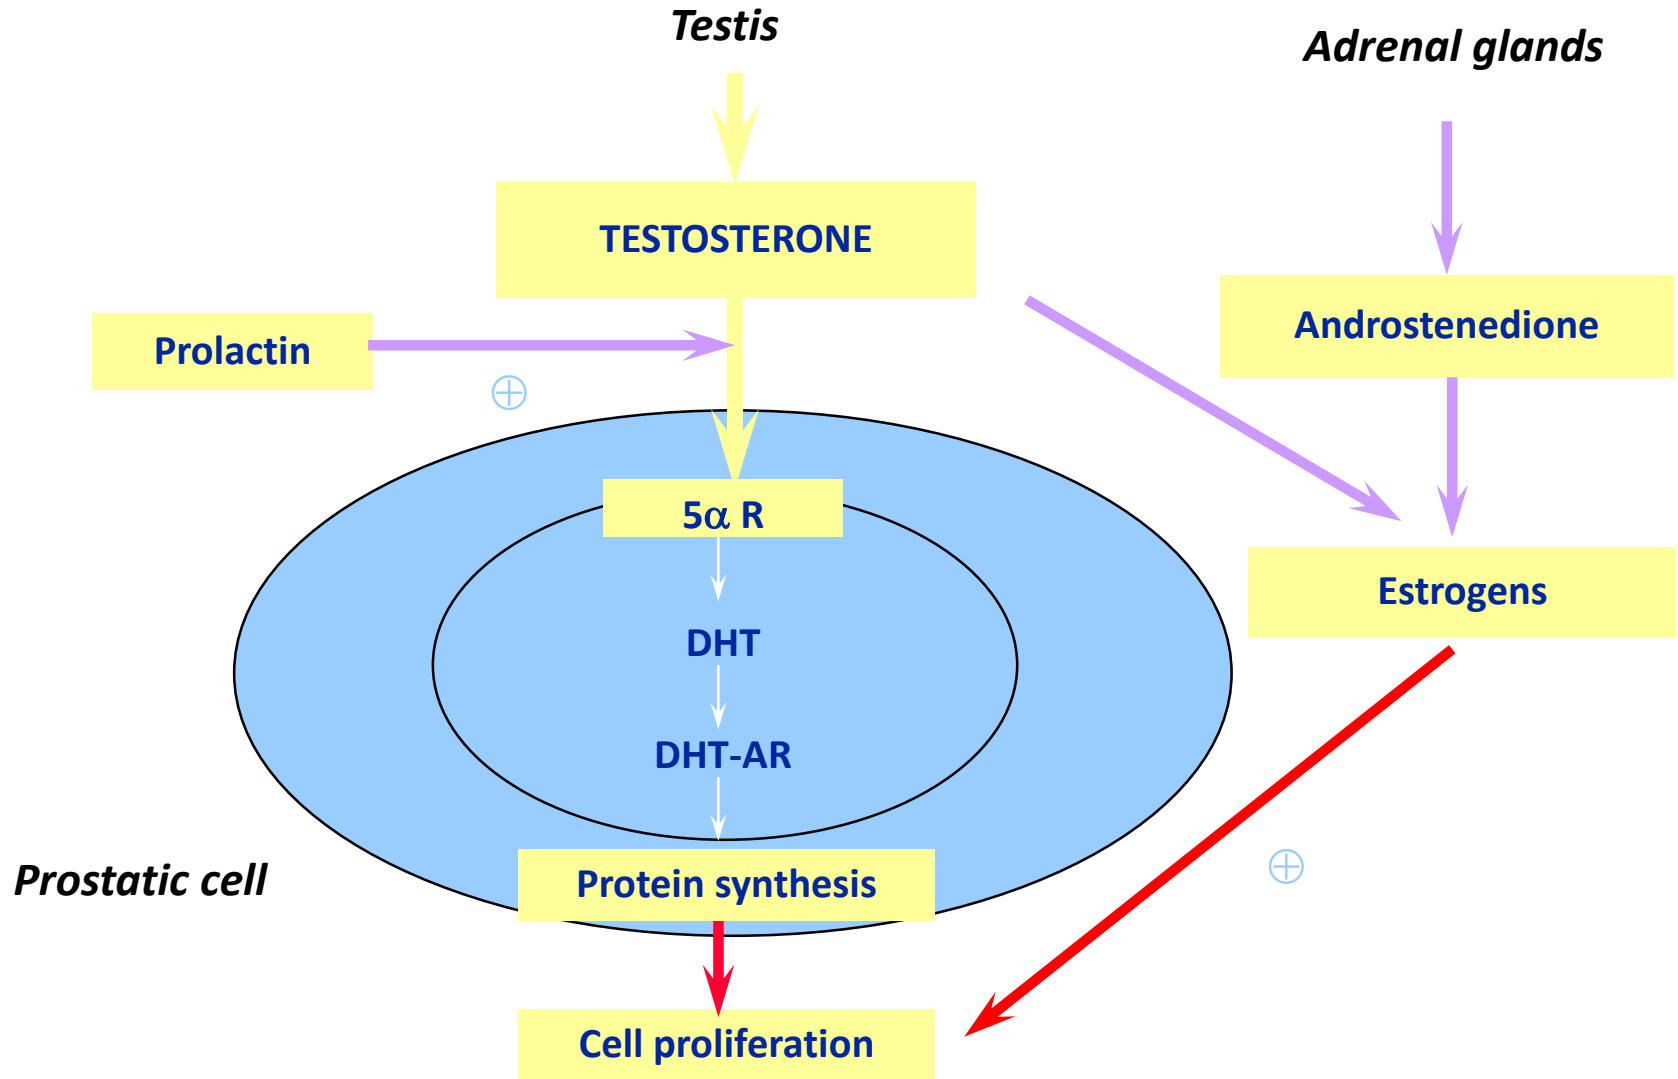 Testis
Adrenal glands
TESTOSTERONE
Androstenedione
Prolactin
5α R
Estrogens
DHT
DHT-AR
Prostatic cell
Protein synthesis
Cell proliferation